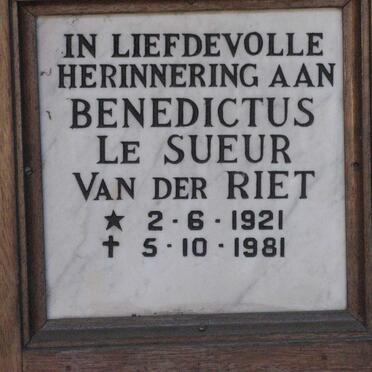 IN LIEFDEVOLLE
HERINNERING AAN
BENEDICTUS
LE SUEUR
VAN DER RIET
★ 2-6-1921
✝ 5-10-1981